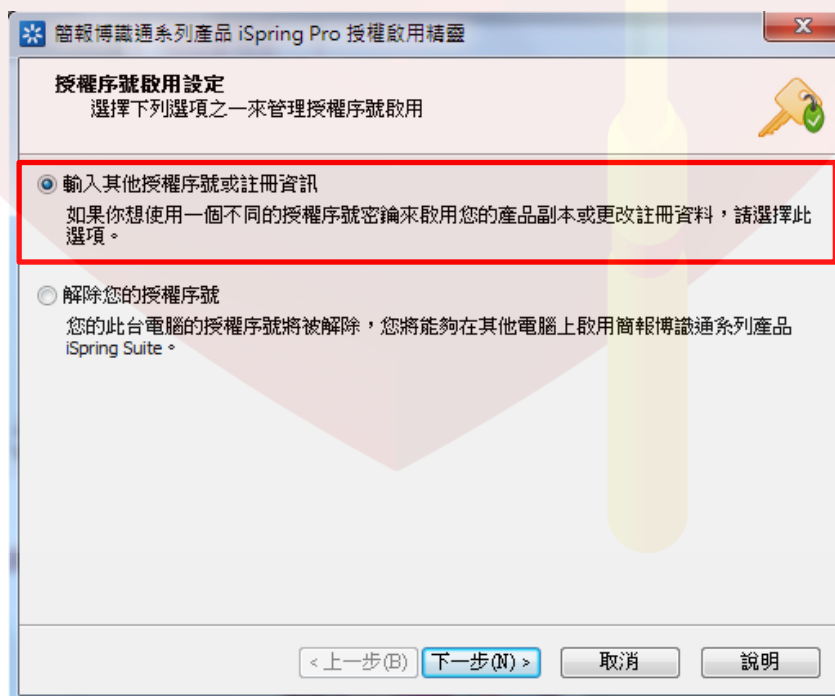 簡報博識通系列產品 iSpring Pro 授權啟用精靈
授權序號啟用設定
選擇下列選項之一來管理授權序號啟用
輸入其他授權序號或註冊資訊
如果你想使用一個不同的授權序號密鑰來啟用您的產品副本或更改註冊資料，請選擇此
選項。
解除您的授權序號
您的此台電腦的授權序號將被解除，您將能夠在其他電腦上啟用簡報博識通系列產品
iSpring Suite。
<上一步(B) 下一步(N)> 取消 說明